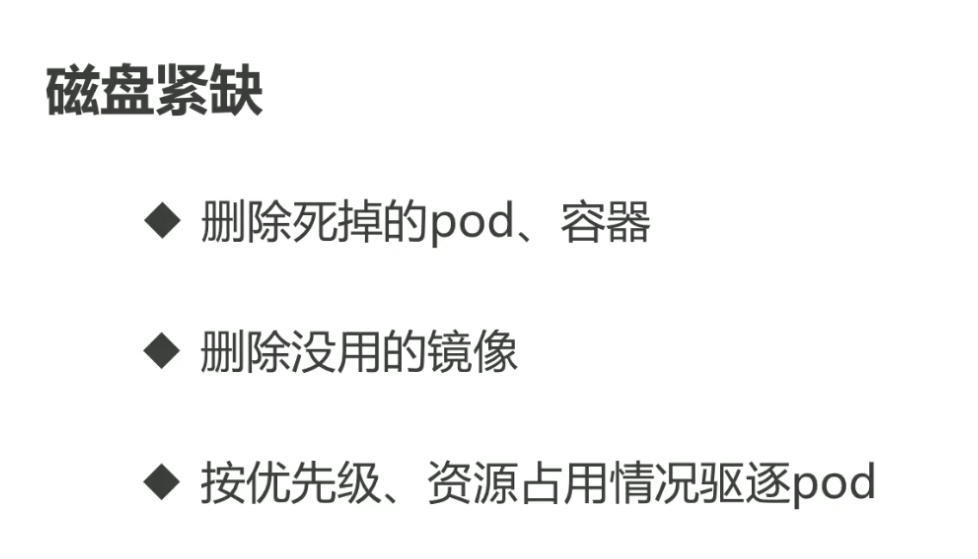 磁盘紧缺
◆ 删除死掉的pod、容器
◆ 删除没用的镜像
◆ 按优先级、资源占用情况驱逐pod